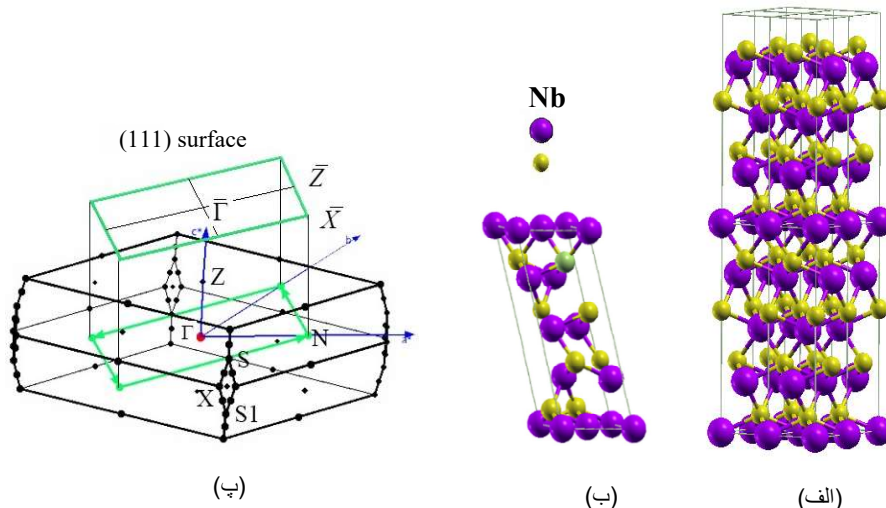 Nb
(111) surface
Z̄
Γ̄
X̄
c*
b
Z
Γ
N
a
S
X
S1
(پ)
(ب)
(الف)